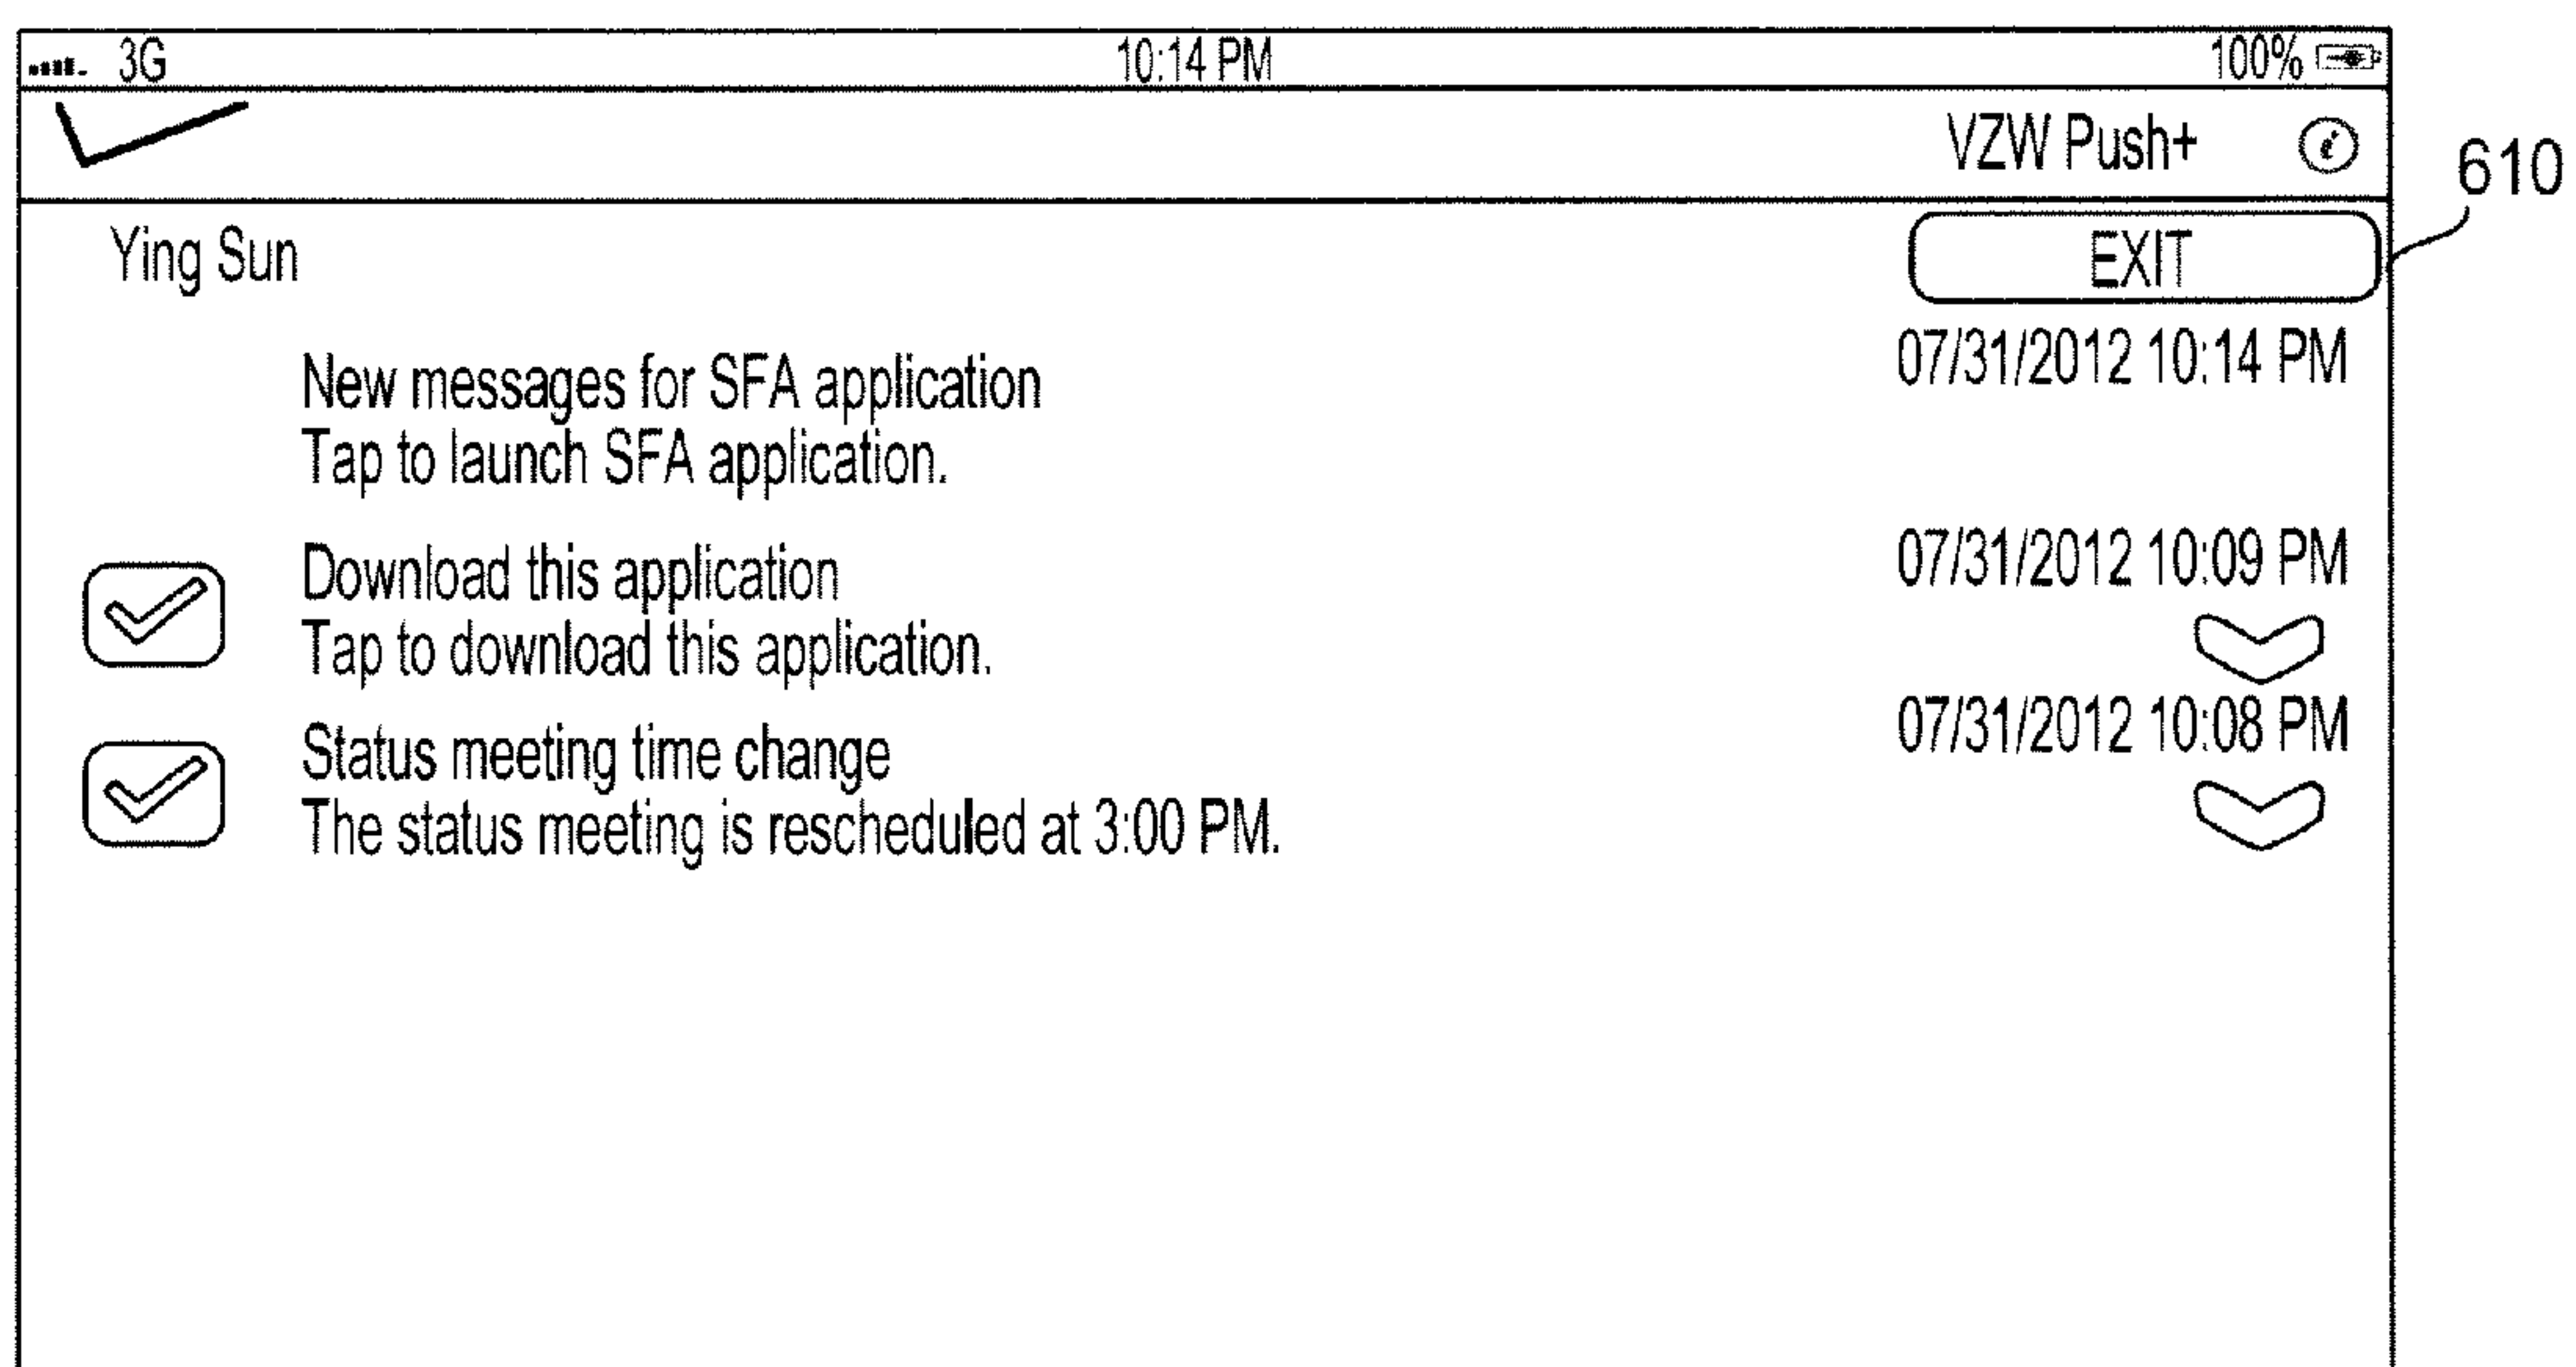 3G 10:14 PM 100%
VZW Push+ i
610
Ying Sun EXIT
New messages for SFA application 07/31/2012 10:14 PM
Tap to launch SFA application.
Download this application 07/31/2012 10:09 PM
Tap to download this application.
Status meeting time change 07/31/2012 10:08 PM
The status meeting is rescheduled at 3:00 PM.